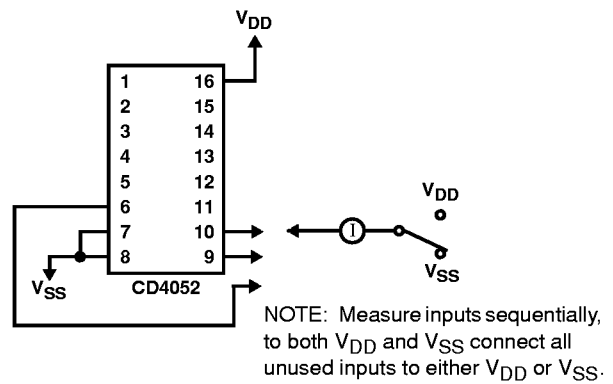 VDD
1 16
2 15
3 14
4 13
5 12
6 11
7 10
8 9
VSS
CD4052
I
VDD
VSS
NOTE: Measure inputs sequentially,
to both VDD and VSS connect all
unused inputs to either VDD or VSS.